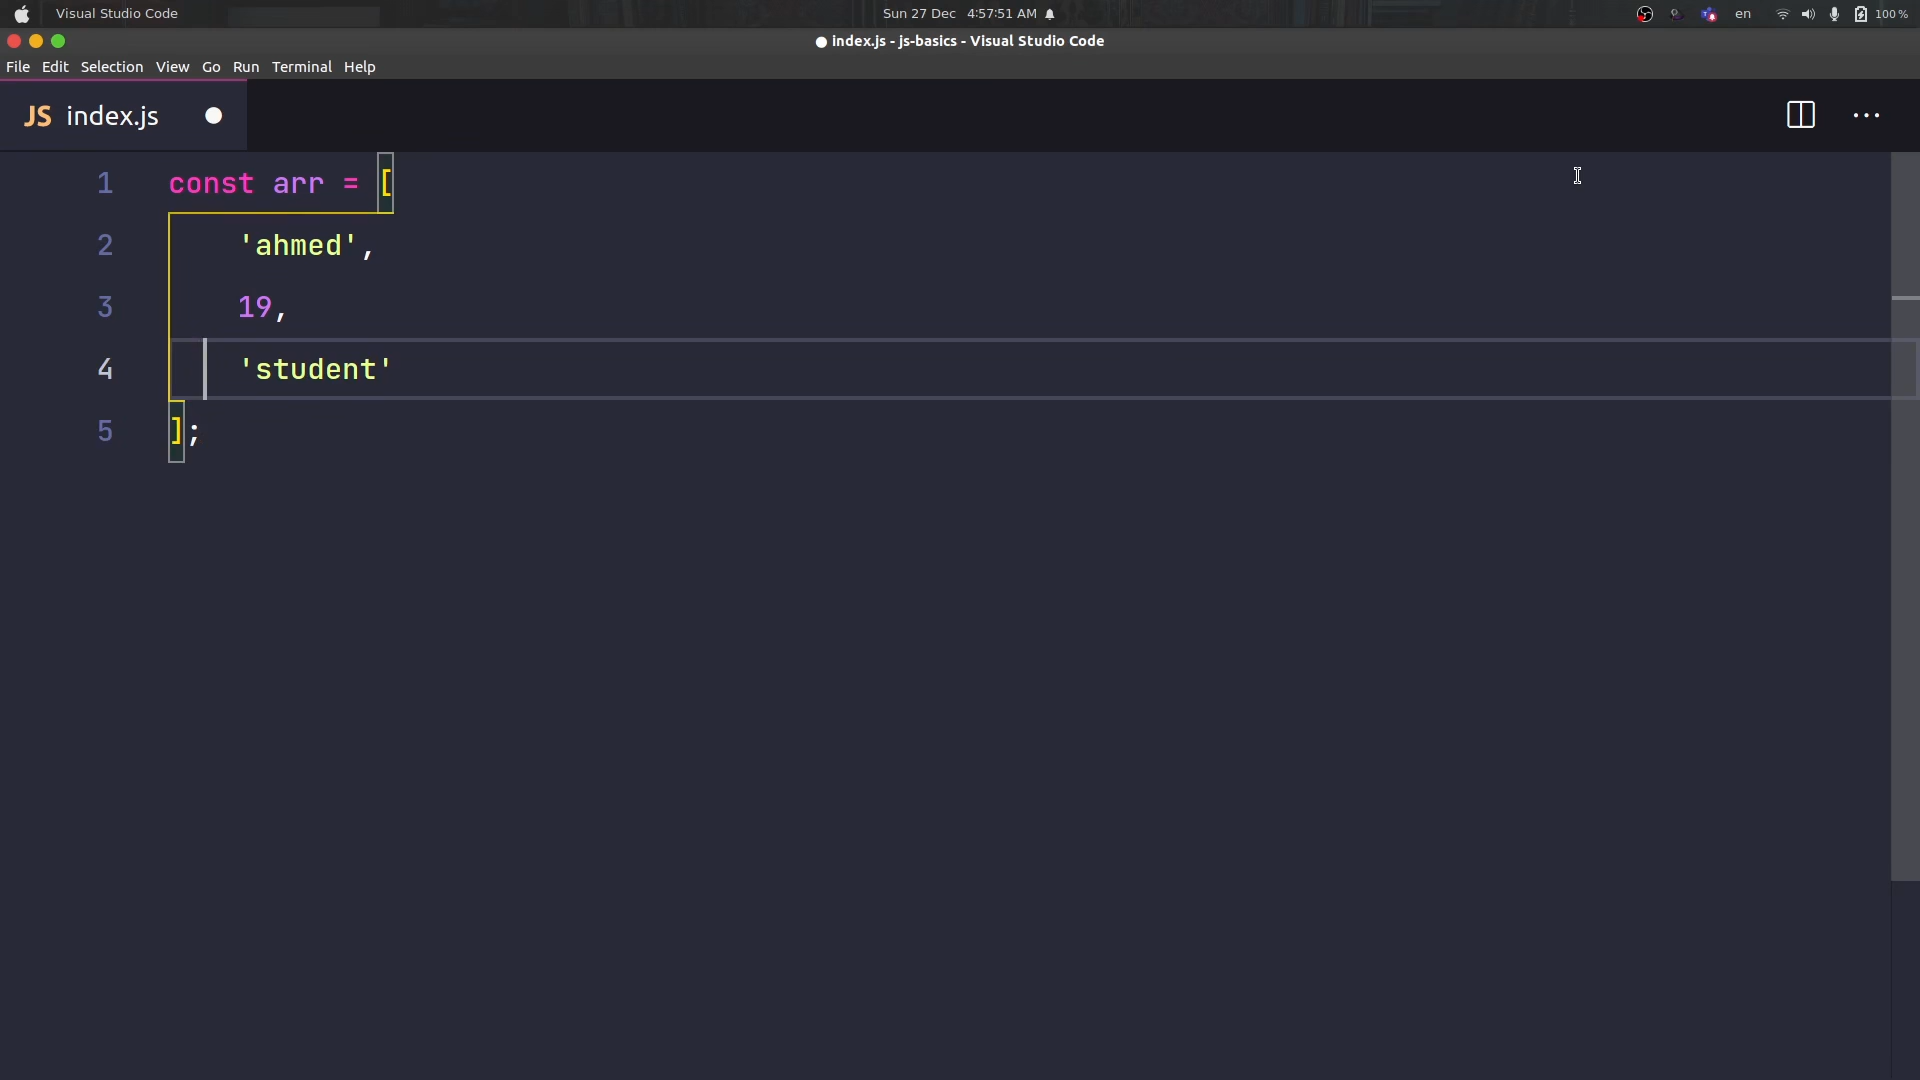 Visual Studio Code
Sun 27 Dec 4:57:51 AM
en
100 %
● index.js - js-basics - Visual Studio Code
File Edit Selection View Go Run Terminal Help
JS index.js
1 const arr = [
2 'ahmed',
3 19,
4 'student'
5 ];